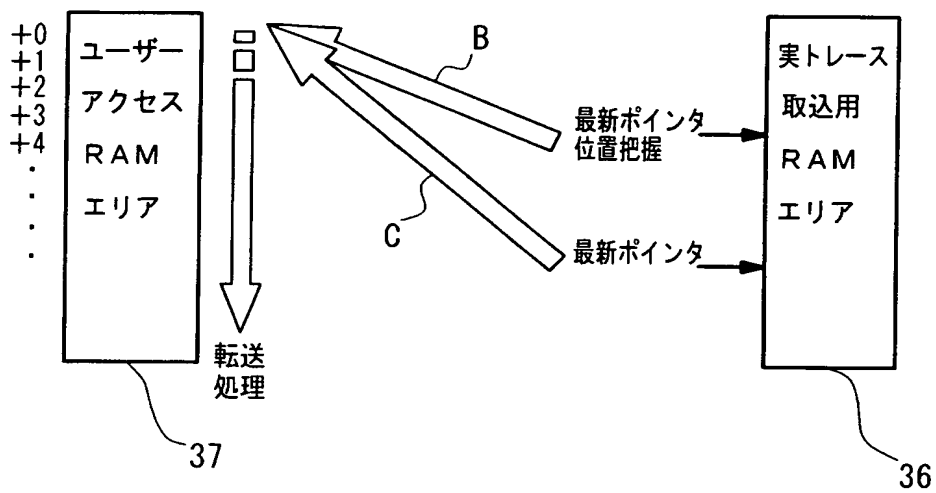 +0
+1
+2
+3
+4
.
.
.
.
ユーザー
アクセス
RAM
エリア
転送
処理
37
B
C
最新ポインタ
位置把握
最新ポインタ
実トレース
取込用
RAM
エリア
36